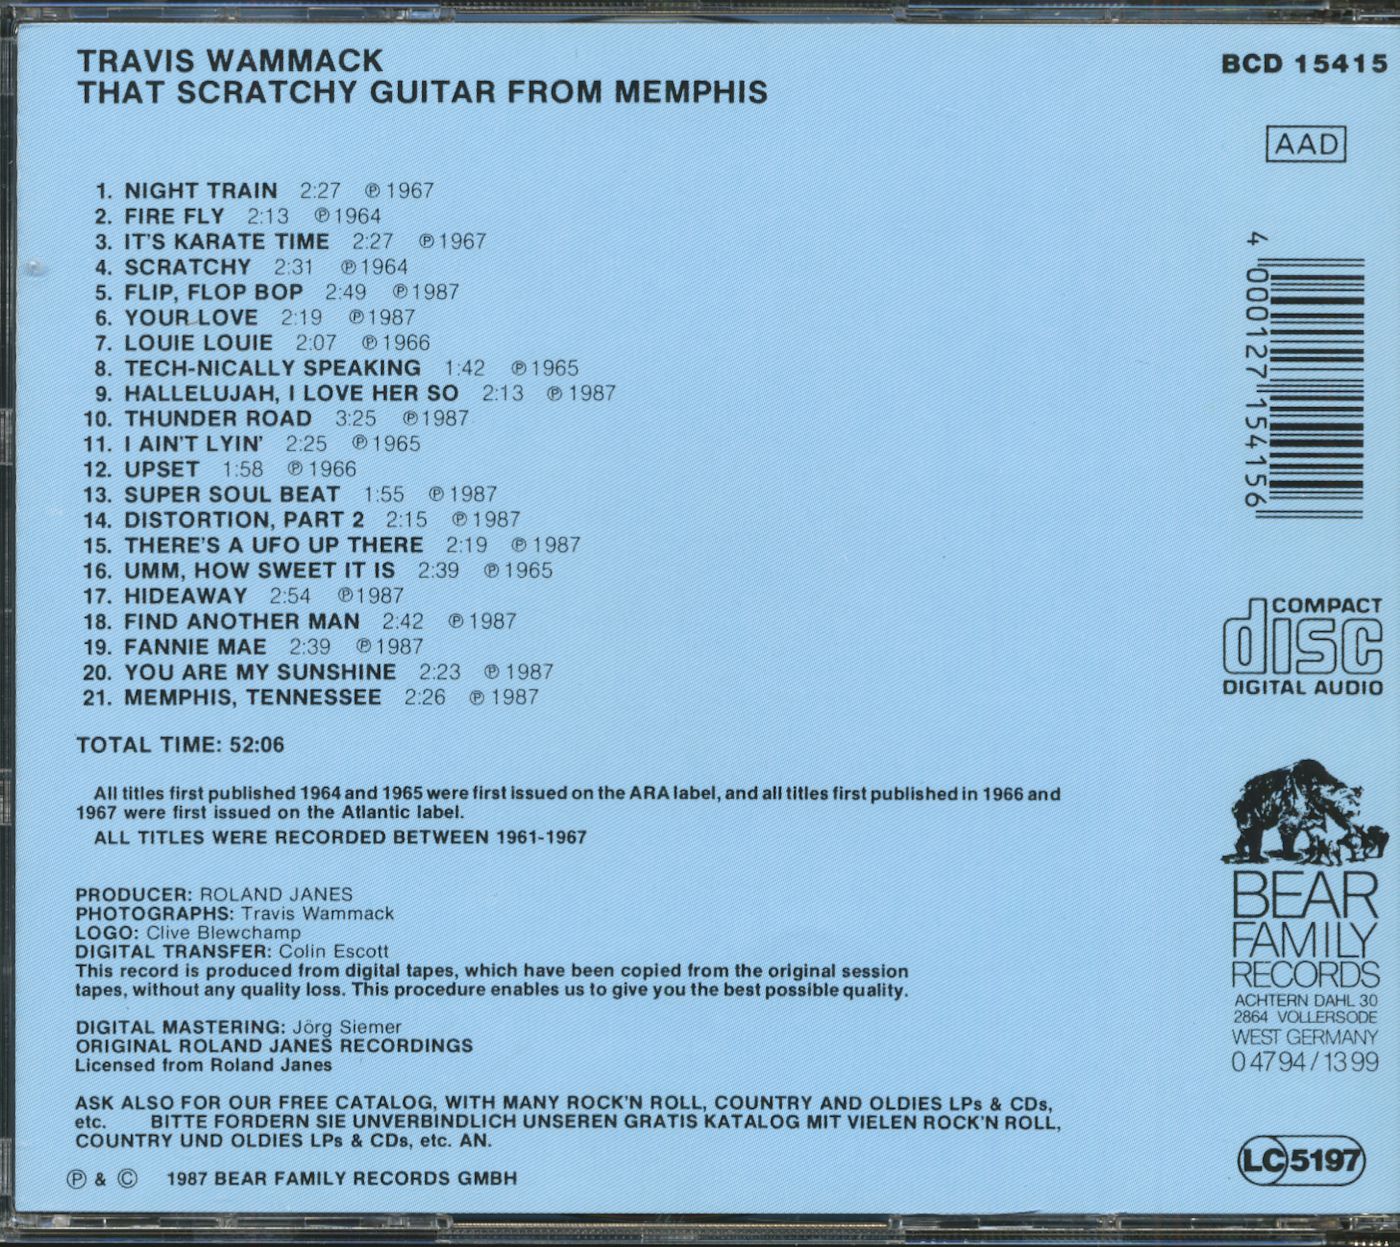 TRAVIS WAMMACK
THAT SCRATCHY GUITAR FROM MEMPHIS
BCD 15415
AAD
1. NIGHT TRAIN 2:27 ℗1967
2. FIRE FLY 2:13 ℗1964
3. IT'S KARATE TIME 2:27 ℗1967
4. SCRATCHY 2:31 ℗1964
5. FLIP, FLOP BOP 2:49 ℗1987
6. YOUR LOVE 2:19 ℗1987
7. LOUIE LOUIE 2:07 ℗1966
8. TECH-NICALLY SPEAKING 1:42 ℗1965
9. HALLELUJAH, I LOVE HER SO 2:13 ℗1987
10. THUNDER ROAD 3:25 ℗1987
11. I AIN'T LYIN' 2:25 ℗1965
12. UPSET 1:58 ℗1966
13. SUPER SOUL BEAT 1:55 ℗1987
14. DISTORTION, PART 2 2:15 ℗1987
15. THERE'S A UFO UP THERE 2:19 ℗1987
16. UMM, HOW SWEET IT IS 2:39 ℗1965
17. HIDEAWAY 2:54 ℗1987
18. FIND ANOTHER MAN 2:42 ℗1987
19. FANNIE MAE 2:39 ℗1987
20. YOU ARE MY SUNSHINE 2:23 ℗1987
21. MEMPHIS, TENNESSEE 2:26 ℗1987
TOTAL TIME: 52:06
All titles first published 1964 and 1965 were first issued on the ARA label, and all titles first published in 1966 and
1967 were first issued on the Atlantic label.
ALL TITLES WERE RECORDED BETWEEN 1961-1967
PRODUCER: ROLAND JANES
PHOTOGRAPHS: Travis Wammack
LOGO: Clive Blewchamp
DIGITAL TRANSFER: Colin Escott
This record is produced from digital tapes, which have been copied from the original session
tapes, without any quality loss. This procedure enables us to give you the best possible quality.
DIGITAL MASTERING: Jörg Siemer
ORIGINAL ROLAND JANES RECORDINGS
Licensed from Roland Janes
ASK ALSO FOR OUR FREE CATALOG, WITH MANY ROCK'N ROLL, COUNTRY AND OLDIES LPs & CDs,
etc. BITTE FORDERN SIE UNVERBINDLICH UNSEREN GRATIS KATALOG MIT VIELEN ROCK'N ROLL,
COUNTRY UND OLDIES LPs & CDs, etc. AN.
℗ & © 1987 BEAR FAMILY RECORDS GMBH
4 000127 154156
COMPACT
disc
DIGITAL AUDIO
BEAR
FAMILY
RECORDS
ACHTERN DAHL 30
2864 VOLLERSODE
WEST GERMANY
0 47 94 / 13 99
LC 5197